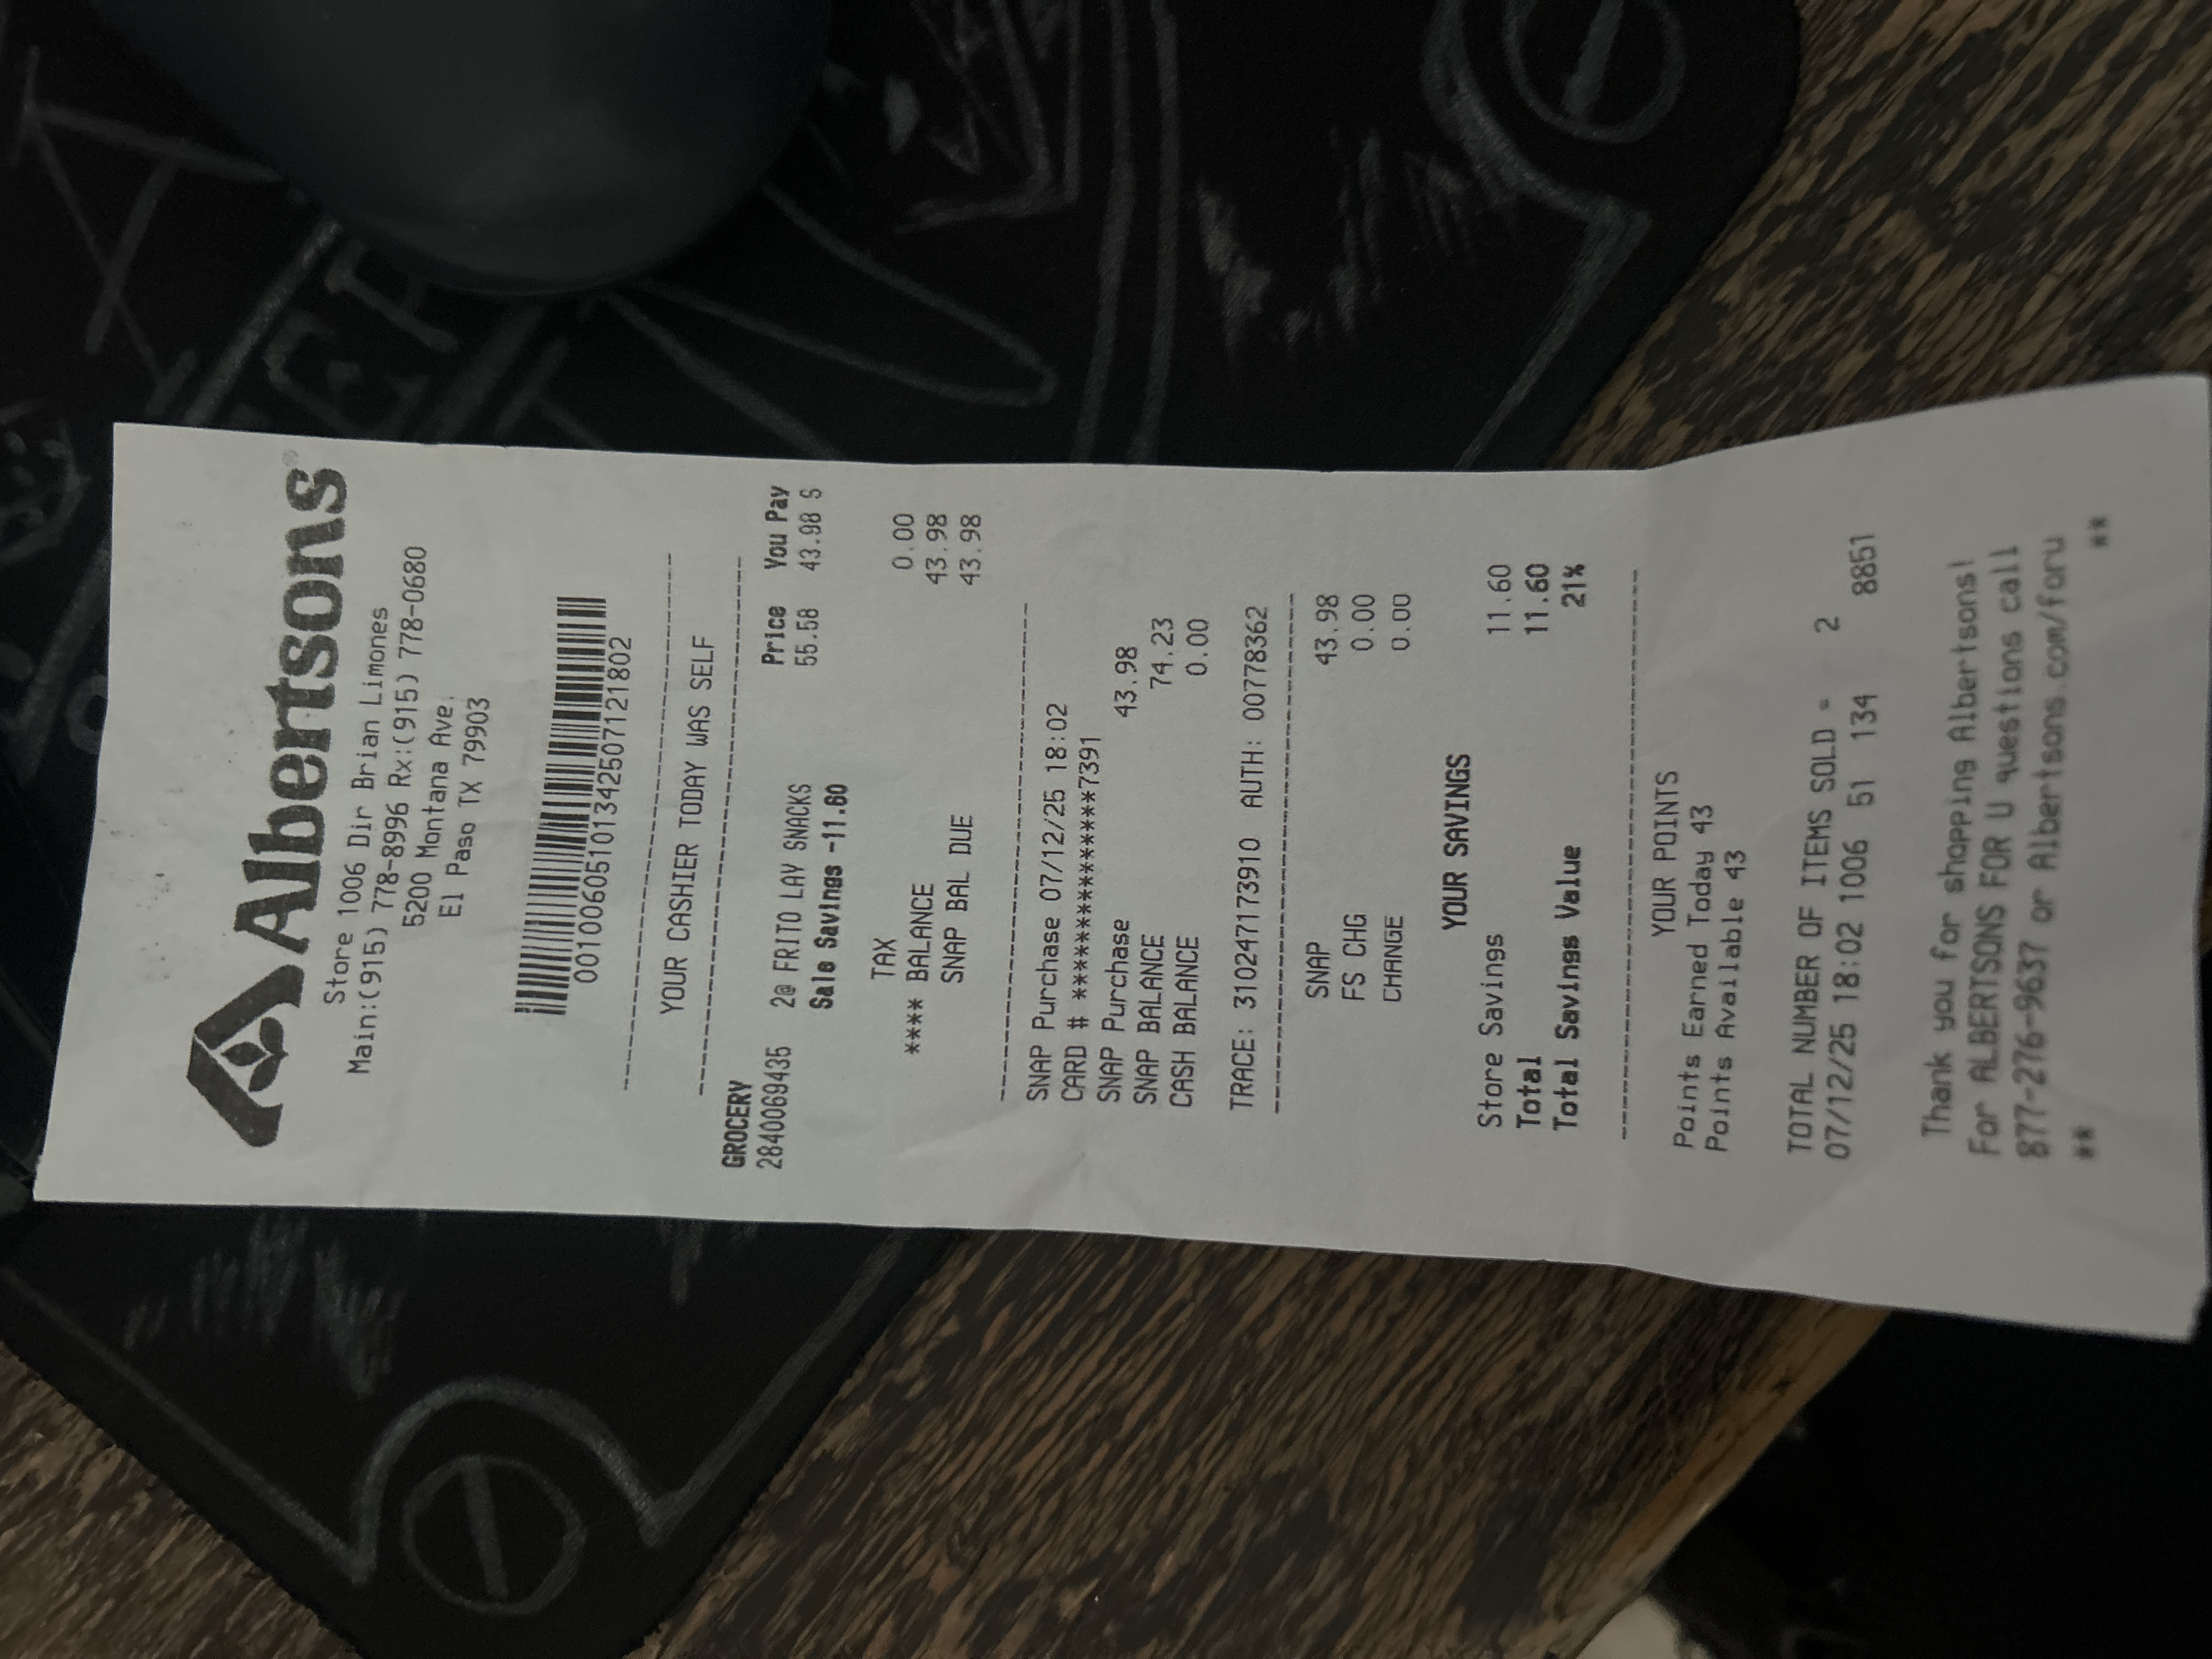 Albertsons®
Store 1006 Dir Brian Limones
Main:(915) 778-8996 Rx:(915) 778-0680
5200 Montana Ave.
El Paso TX 79903
00100605101342507121802
YOUR CASHIER TODAY WAS SELF
Price You Pay
GROCERY
2840069435 2@ FRITO LAY SNACKS 55.58 43.98 S
Sale Savings -11.60
TAX 0.00
**** BALANCE 43.98
SNAP BAL DUE 43.98
SNAP Purchase 07/12/25 18:02
CARD # ***************7391
SNAP Purchase 43.98
SNAP BALANCE 74.23
CASH BALANCE 0.00
TRACE: 310247173910 AUTH: 00778362
SNAP 43.98
FS CHG 0.00
CHANGE 0.00
YOUR SAVINGS
Store Savings 11.60
Total 11.60
Total Savings Value 21%
YOUR POINTS
Points Earned Today 43
Points Available 43
TOTAL NUMBER OF ITEMS SOLD = 2
07/12/25 18:02 1006 51 134 8851
Thank you for shopping Albertsons!
For ALBERTSONS FOR U questions call
877-276-9637 or Albertsons.com/foru
** **